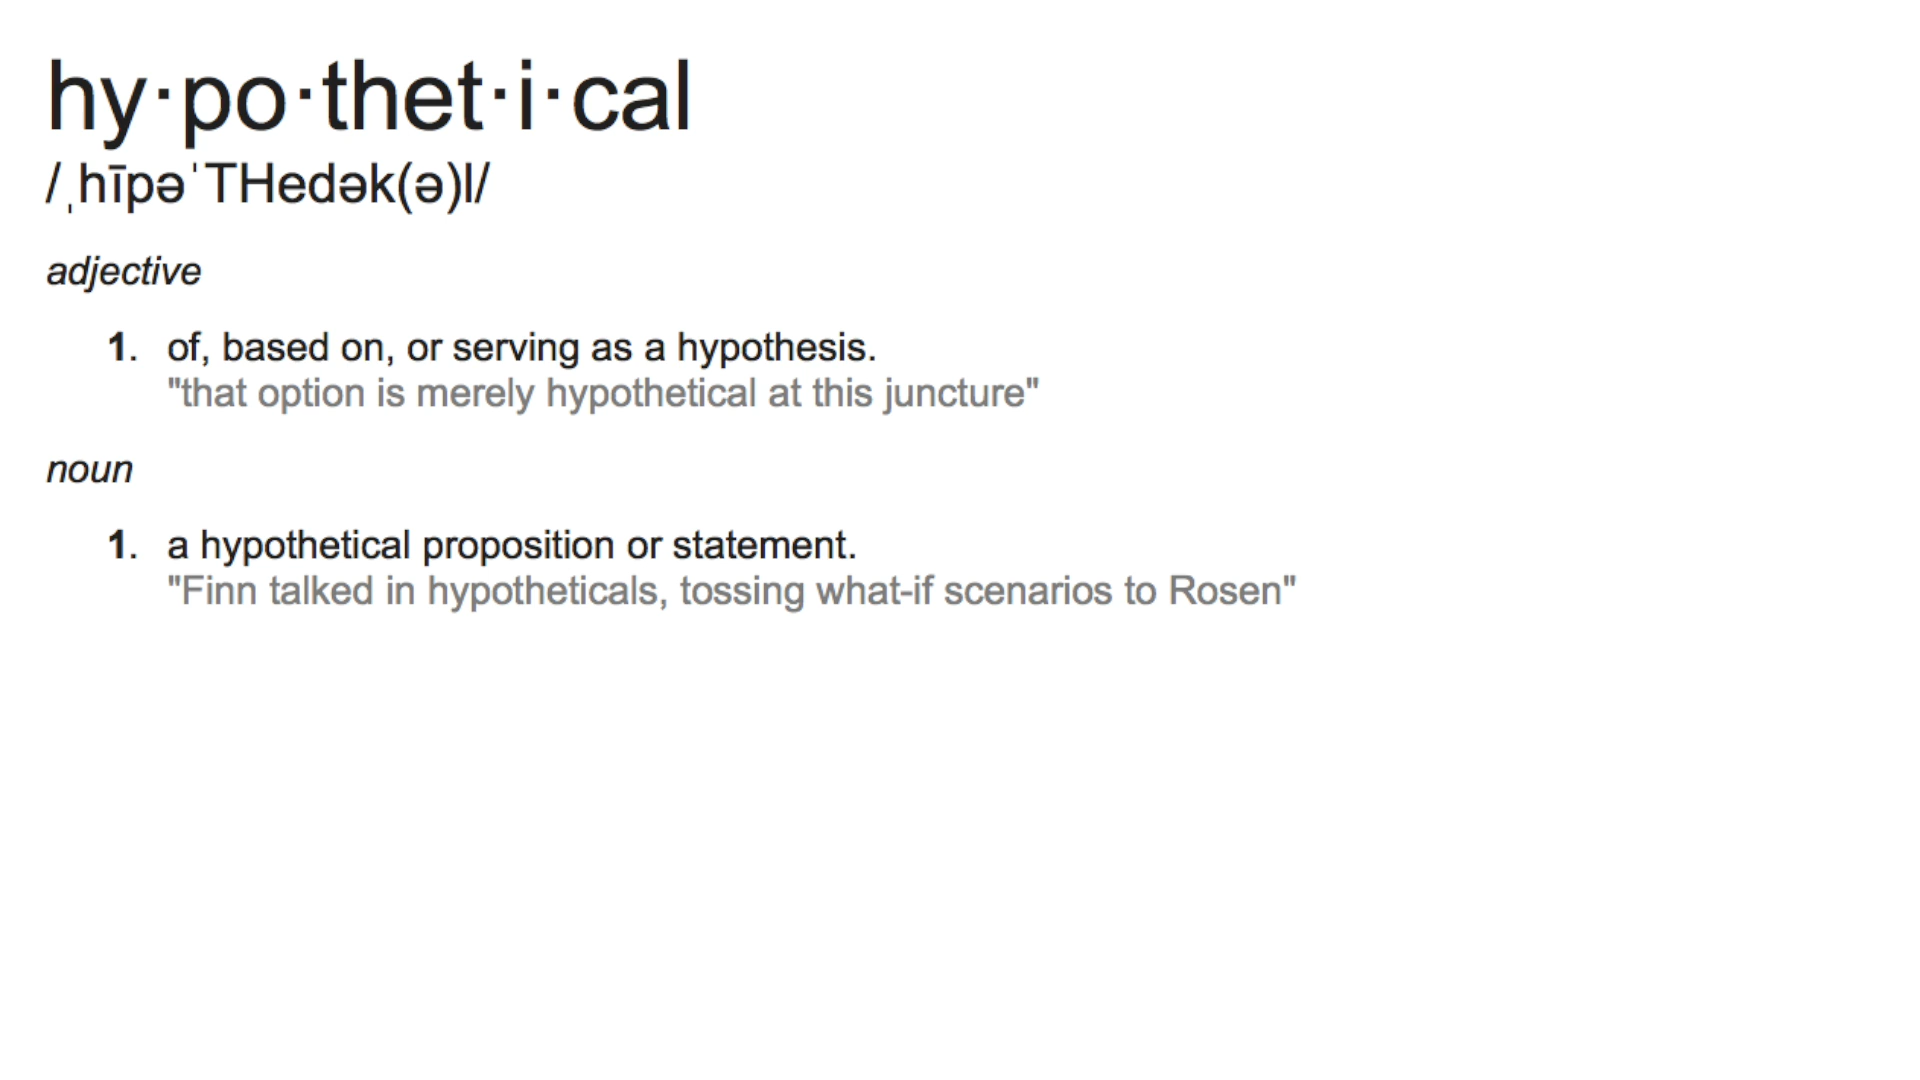 hy·po·thet·i·cal
/ˌhīpəˈTHedək(ə)l/
adjective
1. of, based on, or serving as a hypothesis.
"that option is merely hypothetical at this juncture"
noun
1. a hypothetical proposition or statement.
"Finn talked in hypotheticals, tossing what-if scenarios to Rosen"